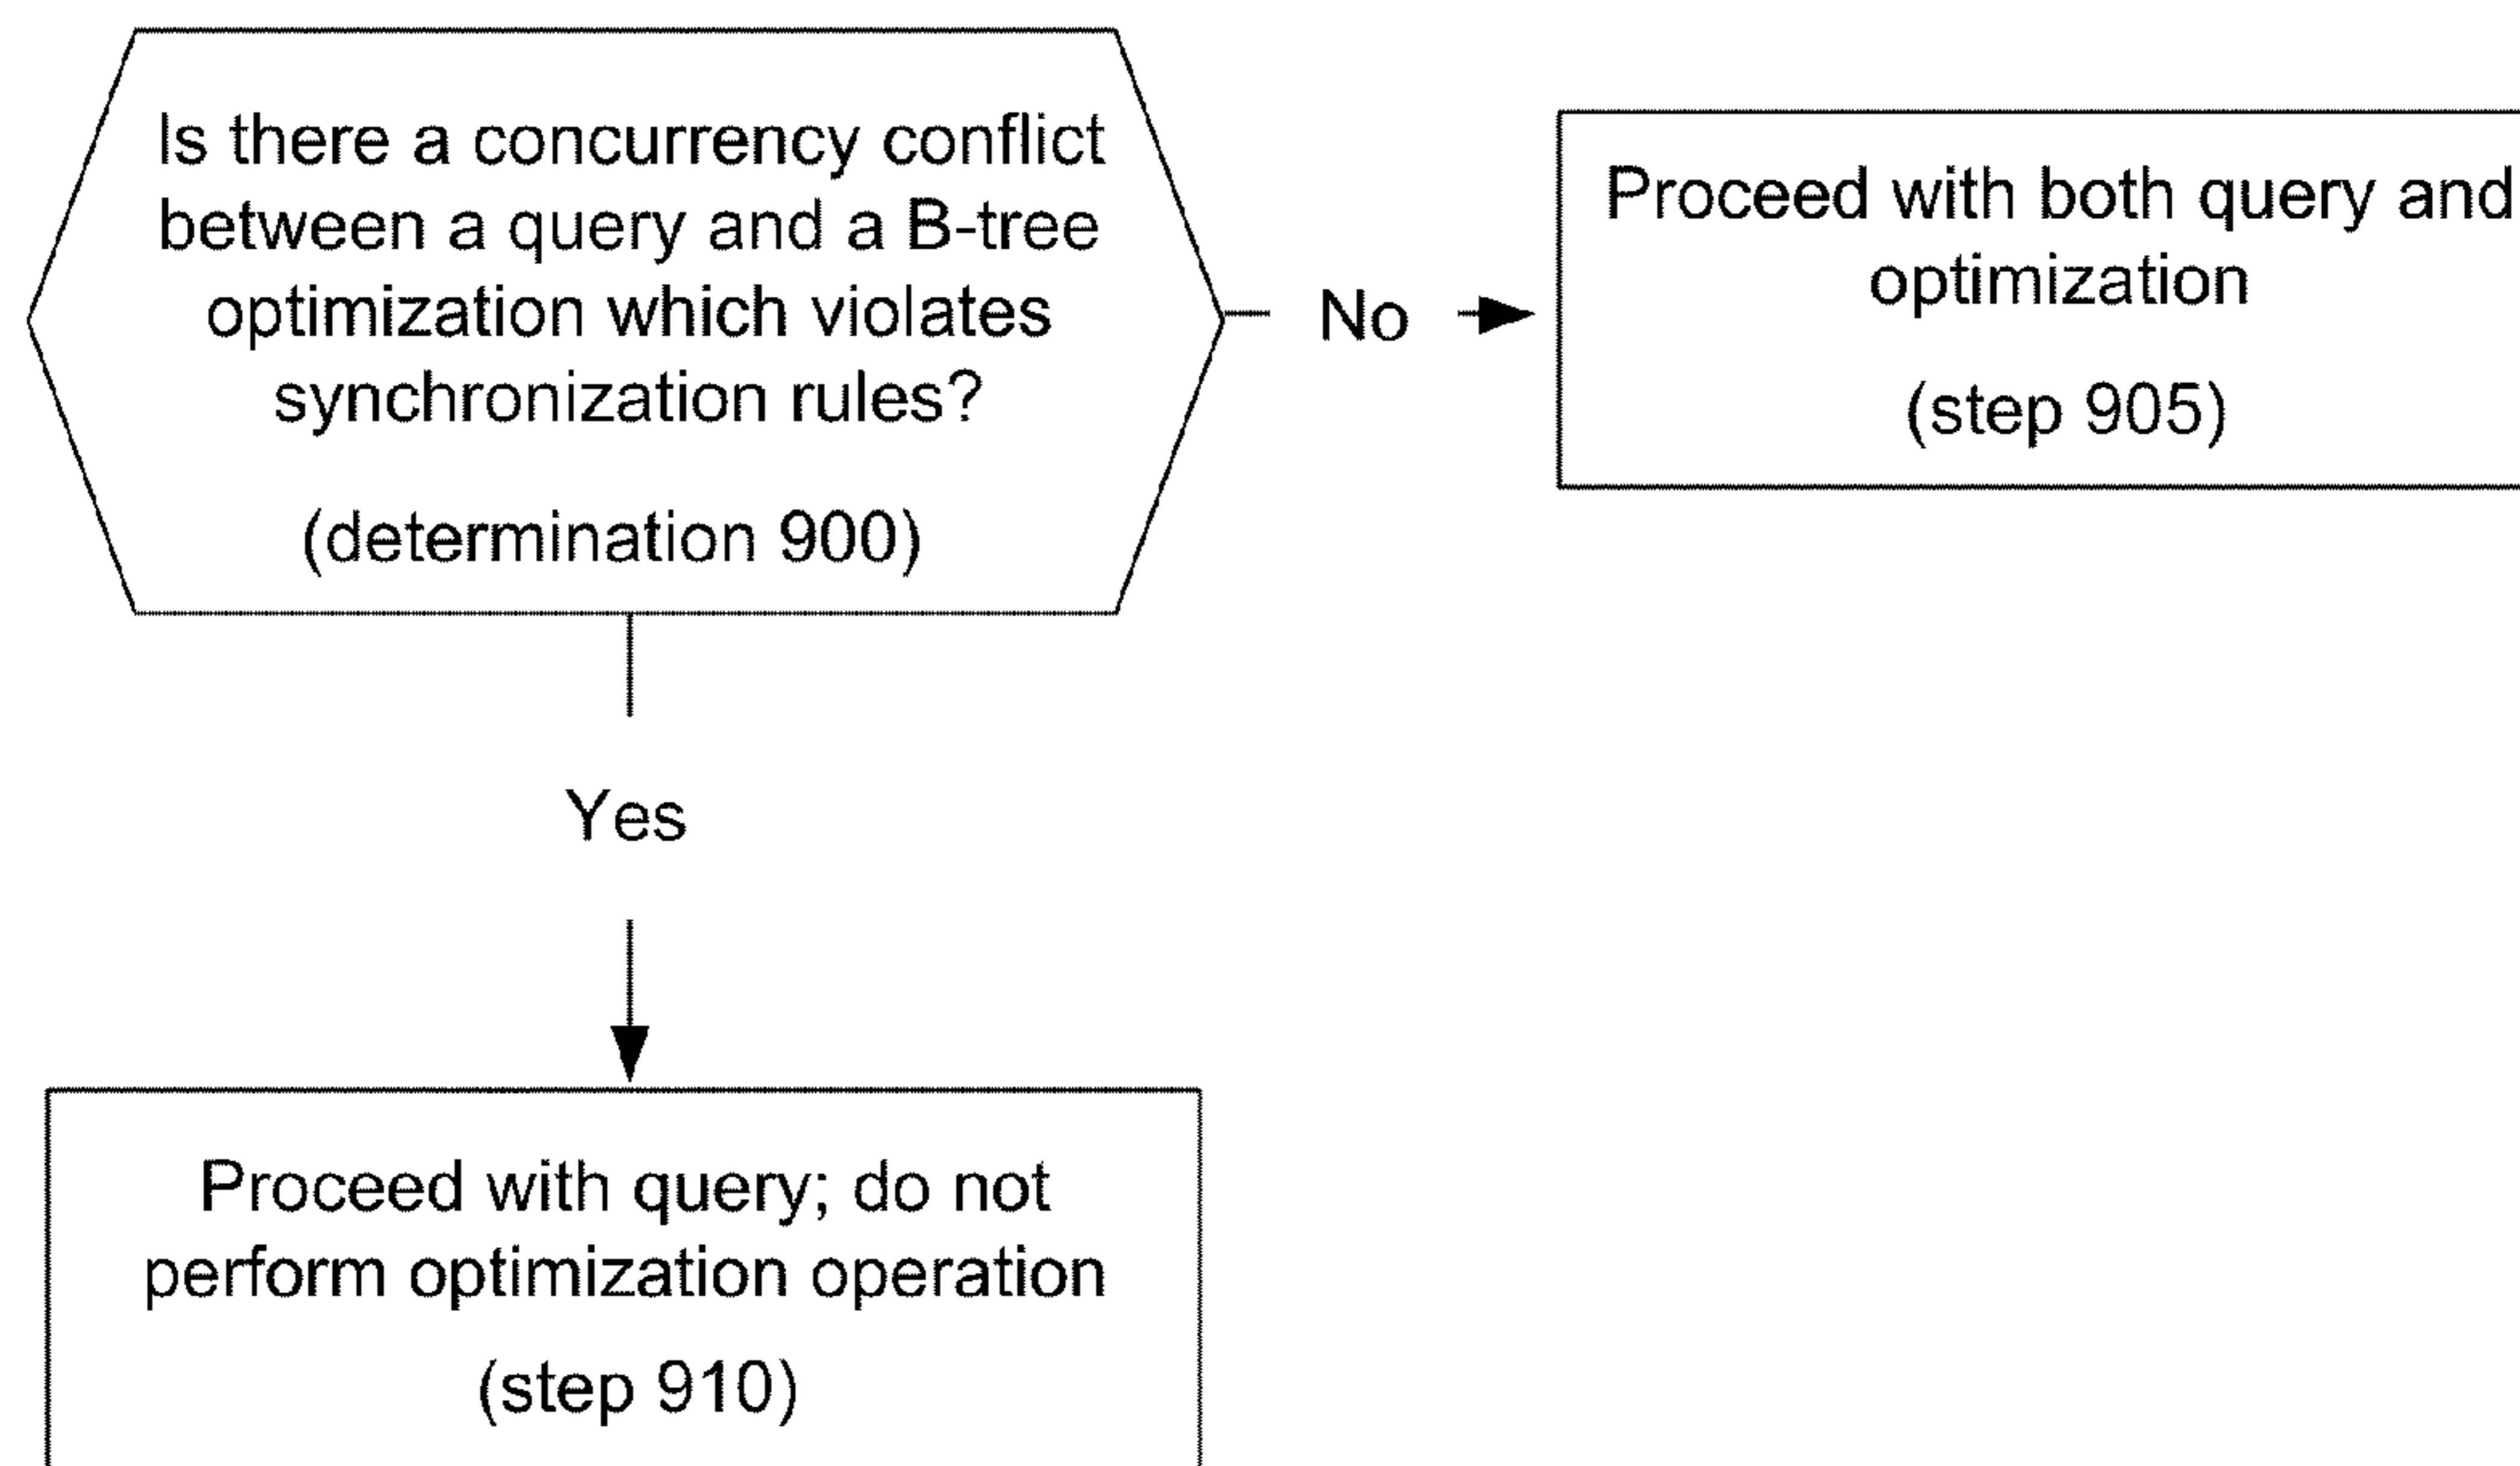 Is there a concurrency conflict
between a query and a B-tree
optimization which violates
synchronization rules?
(determination 900)
No
Proceed with both query and
optimization
(step 905)
Yes
Proceed with query; do not
perform optimization operation
(step 910)